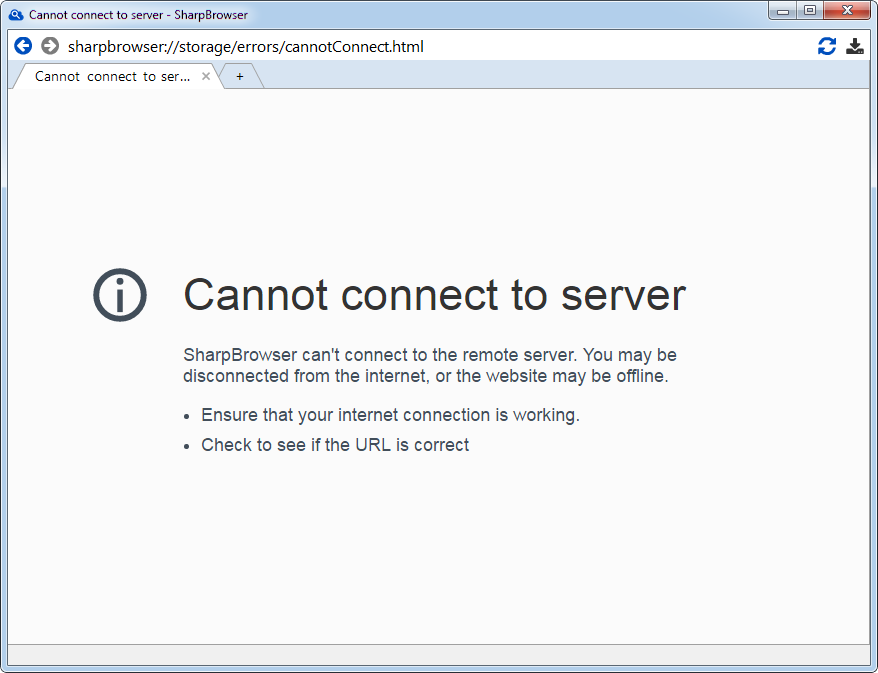 Cannot connect to server - SharpBrowser
sharpbrowser://storage/errors/cannotConnect.html
Cannot connect to ser...
+
Cannot connect to server
SharpBrowser can't connect to the remote server. You may be
disconnected from the internet, or the website may be offline.
• Ensure that your internet connection is working.
• Check to see if the URL is correct